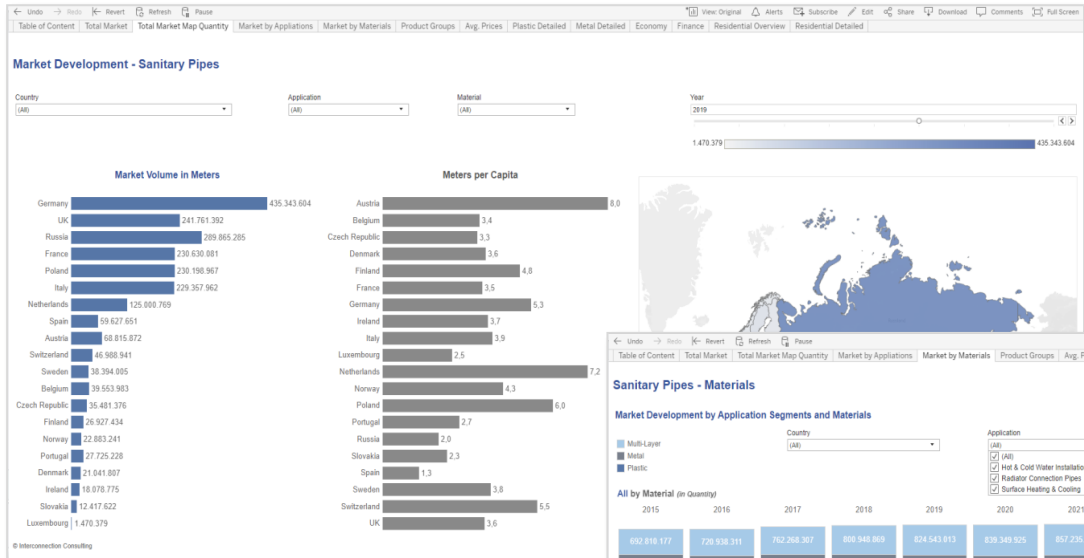 ← Undo → Redo Revert Refresh Pause View: Original Alerts Subscribe Edit Share Download Comments Full Screen
Table of Content Total Market Total Market Map Quantity Market by Appliations Market by Materials Product Groups Avg. Prices Plastic Detailed Metal Detailed Economy Finance Residential Overview Residential Detailed
Market Development - Sanitary Pipes
Country Application Material Year
(All) (All) (All) 2019
1.470.379 435.343.604
Market Volume in Meters
Germany 435.343.604
UK 241.761.392
Russia 289.865.285
France 230.630.081
Poland 230.198.967
Italy 229.357.962
Netherlands 125.000.769
Spain 59.627.651
Austria 68.815.872
Switzerland 46.988.941
Sweden 38.394.005
Belgium 39.553.983
Czech Republic 35.481.376
Finland 26.927.434
Norway 22.883.241
Portugal 27.725.228
Denmark 21.041.807
Ireland 18.078.775
Slovakia 12.417.622
Luxembourg 1.470.379
© Interconnection Consulting
Meters per Capita
Austria 8,0
Belgium 3,4
Czech Republic 3,3
Denmark 3,6
Finland 4,8
France 3,5
Germany 5,3
Ireland 3,7
Italy 3,9
Luxembourg 2,5
Netherlands 7,2
Norway 4,3
Poland 6,0
Portugal 2,7
Russia 2,0
Slovakia 2,3
Spain 1,3
Sweden 3,8
Switzerland 5,5
UK 3,6
← Undo → Redo Revert Refresh Pause
Table of Content Total Market Total Market Map Quantity Market by Appliations Market by Materials Product Groups Avg. P
Sanitary Pipes - Materials
Market Development by Application Segments and Materials
Country Application
Multi-Layer (All) (All)
Metal (All)
Plastic Hot & Cold Water Installatio
Radiator Connection Pipes
Surface Heating & Cooling
All by Material (in Quantity)
2015 2016 2017 2018 2019 2020 2021
692 810 177 720 938 311 762 268 307 800 948 869 824 543 013 839 349 925 857 235